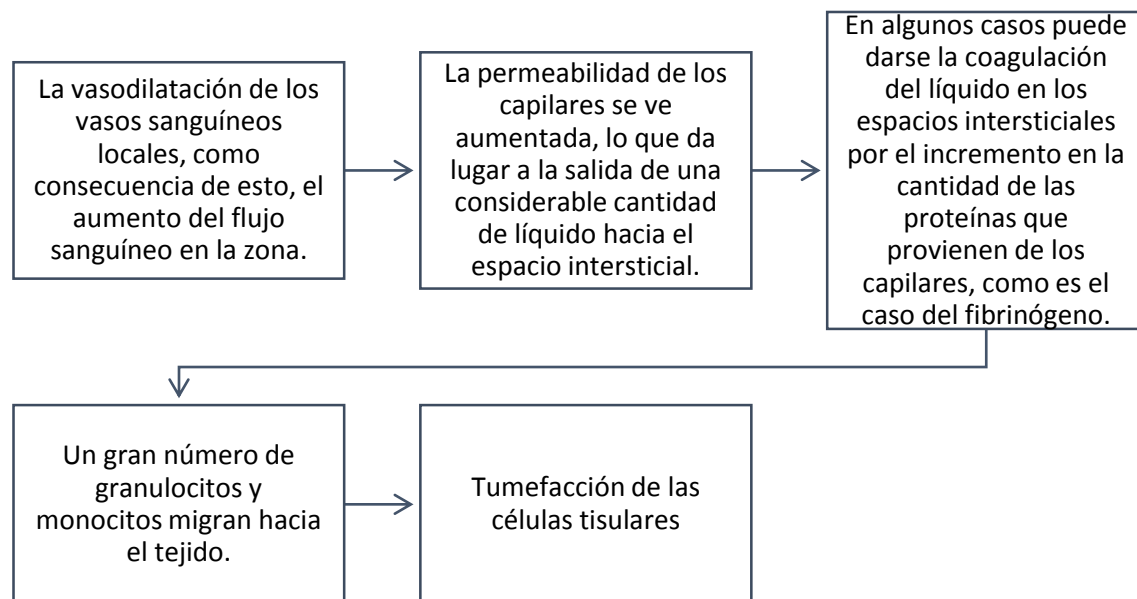 La vasodilatación de los
vasos sanguíneos
locales, como
consecuencia de esto, el
aumento del flujo
sanguíneo en la zona.
La permeabilidad de los
capilares se ve
aumentada, lo que da
lugar a la salida de una
considerable cantidad
de líquido hacia el
espacio intersticial.
En algunos casos puede
darse la coagulación
del líquido en los
espacios intersticiales
por el incremento en la
cantidad de las
proteínas que
provienen de los
capilares, como es el
caso del fibrinógeno.
Un gran número de
granulocitos y
monocitos migran hacia
el tejido.
Tumefacción de las
células tisulares